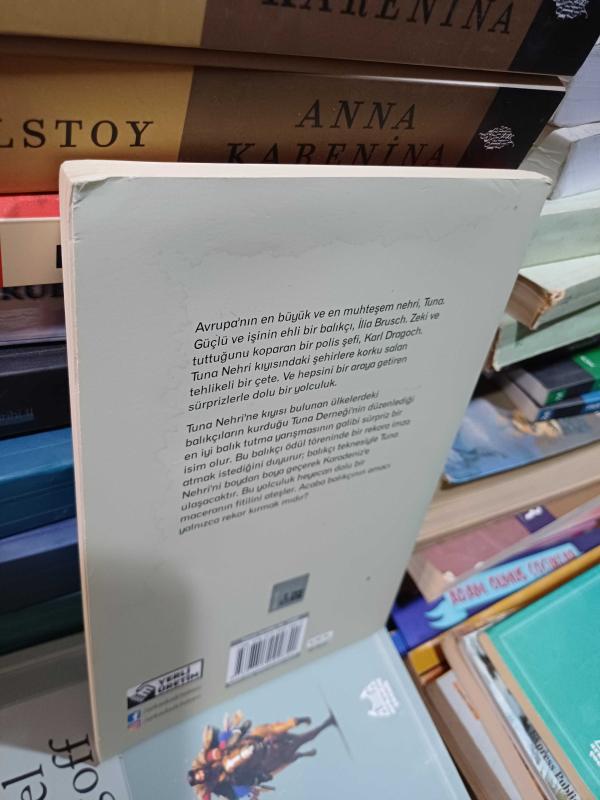 KARENİNA
LSTOY
ANNA
KARENİNA
Avrupa'nın en büyük ve en muhteşem nehri, Tuna.
Güçlü ve işinin ehli bir balıkçı, İlia Brusch. Zeki ve
tuttuğunu koparan bir polis şefi, Karl Dragoch.
Tuna Nehri kıyısındaki şehirlere korku salan
tehlikeli bir çete. Ve hepsini bir araya getiren
sürprizlerle dolu bir yolculuk.
Tuna Nehri'ne kıyısı bulunan ülkelerdeki
balıkçıların kurduğu Tuna Derneği'nin düzenlediği
en iyi balık tutma yarışmasının galibi sürpriz bir
isim olur. Bu balıkçı ödül töreninde bir rekora imza
atmak istediğini duyurur; balıkçı teknesiyle Tuna
Nehri'ni boydan boya geçerek Karadeniz'e
ulaşacaktır. Bu yolculuk heyecan dolu bir
maceranın fitilini ateşler. Acaba balıkçının amacı
yalnızca rekor kırmak mıdır?
YERLİ
ÜRETİM